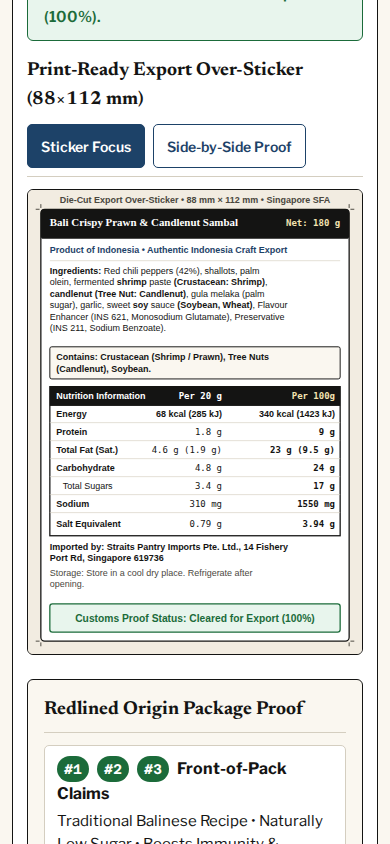 (100%).
Print-Ready Export Over-Sticker
(88×112 mm)
Sticker Focus
Side-by-Side Proof
Die-Cut Export Over-Sticker • 88 mm × 112 mm • Singapore SFA
Bali Crispy Prawn & Candlenut Sambal
Net: 180 g
Product of Indonesia • Authentic Indonesia Craft Export
Ingredients: Red chili peppers (42%), shallots, palm
olein, fermented shrimp paste (Crustacean: Shrimp),
candlenut (Tree Nut: Candlenut), gula melaka (palm
sugar), garlic, sweet soy sauce (Soybean, Wheat), Flavour
Enhancer (INS 621, Monosodium Glutamate), Preservative
(INS 211, Sodium Benzoate).
Contains: Crustacean (Shrimp / Prawn), Tree Nuts
(Candlenut), Soybean.
Nutrition Information Per 20 g Per 100g
Energy 68 kcal (285 kJ) 340 kcal (1423 kJ)
Protein 1.8 g 9 g
Total Fat (Sat.) 4.6 g (1.9 g) 23 g (9.5 g)
Carbohydrate 4.8 g 24 g
Total Sugars 3.4 g 17 g
Sodium 310 mg 1550 mg
Salt Equivalent 0.79 g 3.94 g
Imported by: Straits Pantry Imports Pte. Ltd., 14 Fishery
Port Rd, Singapore 619736
Storage: Store in a cool dry place. Refrigerate after
opening.
Customs Proof Status: Cleared for Export (100%)
Redlined Origin Package Proof
#1 #2 #3 Front-of-Pack
Claims
Traditional Balinese Recipe • Naturally
Low Sugar • Boosts Immunity &